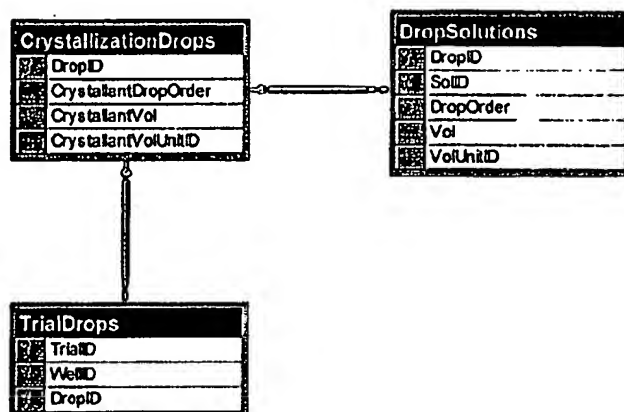 CrystallizationDrops
DropID
CrystallantDropOrder
CrystallantVol
CrystallantVolUnitID
DropSolutions
DropID
SolID
DropOrder
Vol
VolUnitID
TrialDrops
TrialID
WellID
DropID